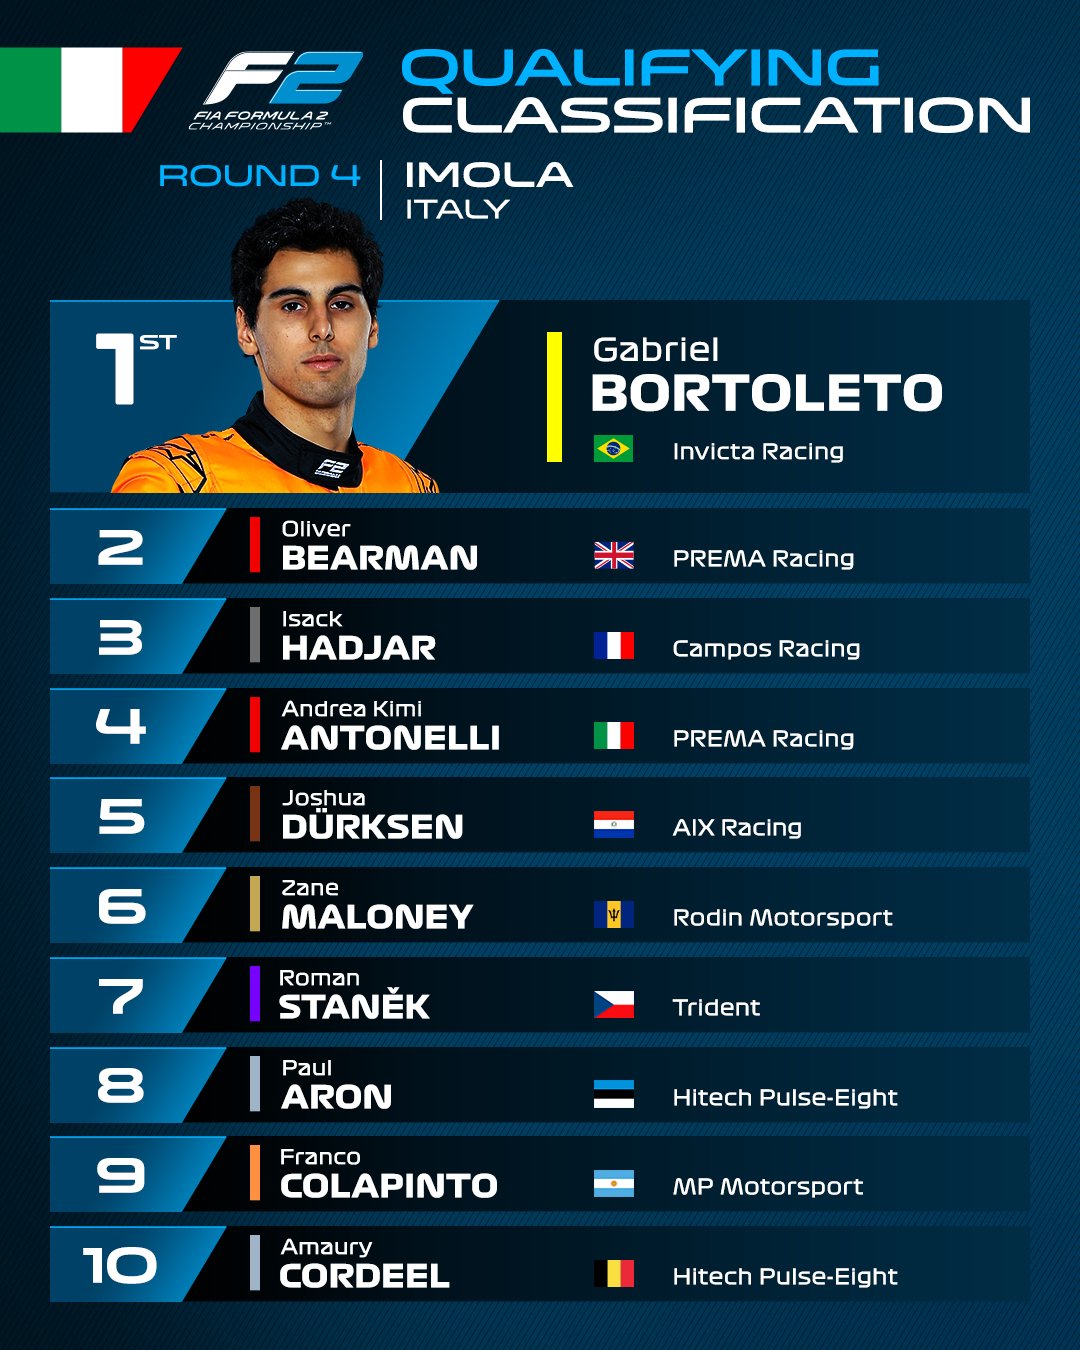 F2
FIA FORMULA 2
CHAMPIONSHIP™
QUALIFYING
CLASSIFICATION
ROUND 4
IMOLA
ITALY
1ST
F2
Gabriel
BORTOLETO
Invicta Racing
2
Oliver
BEARMAN
PREMA Racing
3
Isack
HADJAR
Campos Racing
4
Andrea Kimi
ANTONELLI
PREMA Racing
5
Joshua
DÜRKSEN
AIX Racing
6
Zane
MALONEY
Rodin Motorsport
7
Roman
STANĚK
Trident
8
Paul
ARON
Hitech Pulse-Eight
9
Franco
COLAPINTO
MP Motorsport
10
Amaury
CORDEEL
Hitech Pulse-Eight